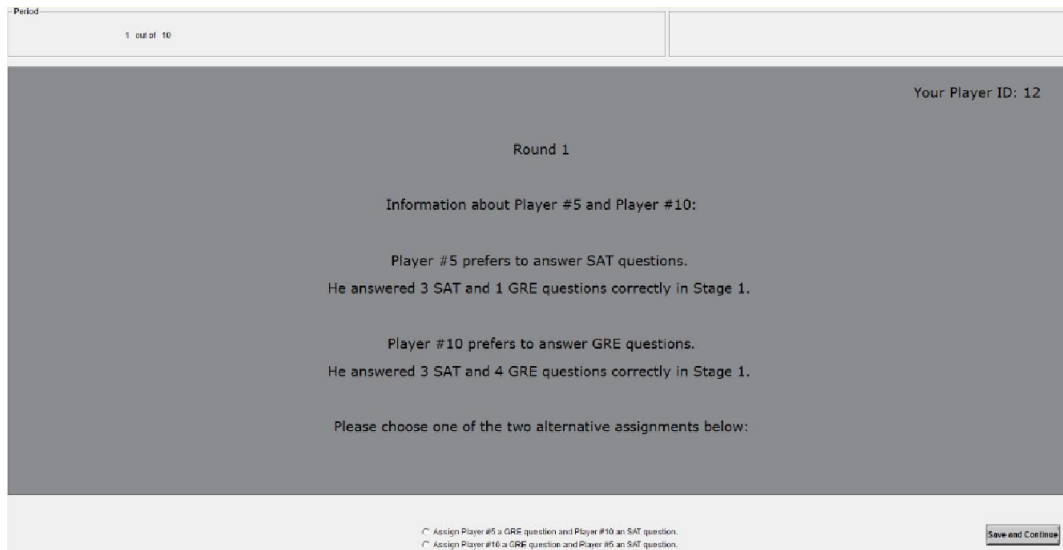 Period
1 out of 10
Your Player ID: 12
Round 1
Information about Player #5 and Player #10:
Player #5 prefers to answer SAT questions.
He answered 3 SAT and 1 GRE questions correctly in Stage 1.
Player #10 prefers to answer GRE questions.
He answered 3 SAT and 4 GRE questions correctly in Stage 1.
Please choose one of the two alternative assignments below:
Assign Player #5 a GRE question and Player #10 an SAT question.
Assign Player #10 a GRE question and Player #5 an SAT question.
Save and Continue